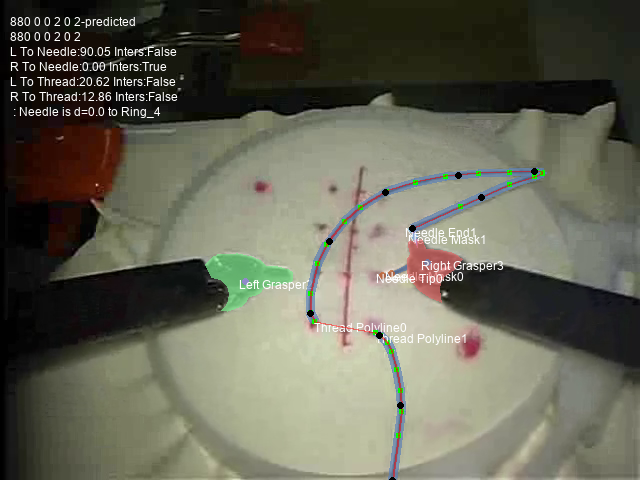 880 0 0 2 0 2-predicted
880 0 0 2 0 2
L To Needle:90.05 Inters:False
R To Needle:0.00 Inters:True
L To Thread:20.62 Inters:False
R To Thread:12.86 Inters:False
: Needle is d=0.0 to Ring_4
Needle End1
Needle Mask1
Right Grasper3
Needle Tip0
Left Grasper
Thread Polyline0
Thread Polyline1